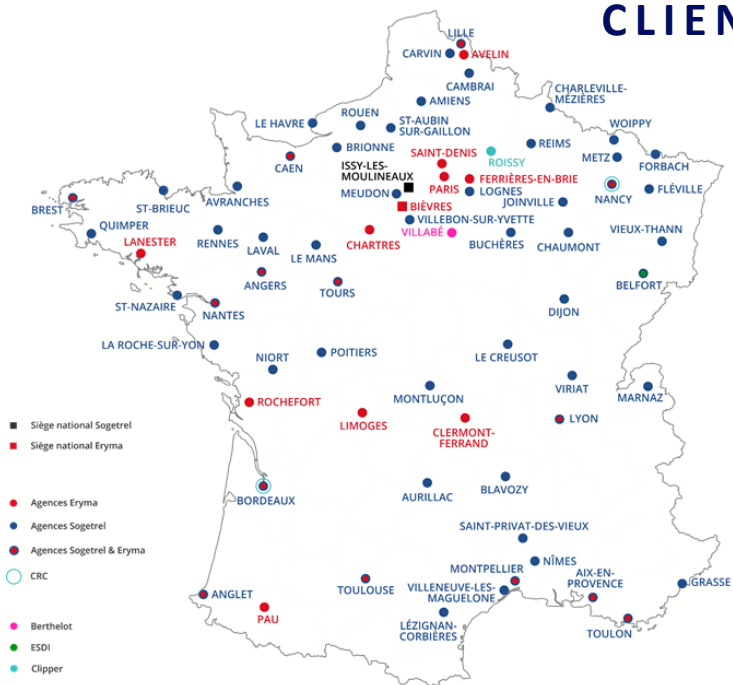 CLIEN
LILLE
CARVIN
AVELIN
CAMBRAI
CHARLEVILLE-
MÉZIÈRES
AMIENS
ROUEN
LE HAVRE
ST-AUBIN
SUR-GAILLON
WOIPPY
BRIONNE
REIMS
METZ
FORBACH
CAEN
ISSY-LES-
MOULINEAUX
SAINT-DENIS
ROISSY
PARIS
FERRIÈRES-EN-BRIE
MEUDON
LOGNES
JOINVILLE
NANCY
FLÉVILLE
BREST
ST-BRIEUC
AVRANCHES
BIÈVRES
VILLEBON-SUR-YVETTE
QUIMPER
LANESTER
RENNES
LAVAL
LE MANS
CHARTRES
VILLABÉ
BUCHÈRES
CHAUMONT
VIEUX-THANN
ANGERS
TOURS
BELFORT
ST-NAZAIRE
NANTES
DIJON
LA ROCHE-SUR-YON
NIORT
POITIERS
LE CREUSOT
MONTLUÇON
VIRIAT
MARNAZ
ROCHEFORT
LIMOGES
CLERMONT-
FERRAND
LYON
Siège national Sogetrel
Siège national Eryma
BORDEAUX
AURILLAC
BLAVOZY
Agences Eryma
Agences Sogetrel
Agences Sogetrel & Eryma
CRC
SAINT-PRIVAT-DES-VIEUX
NÎMES
MONTPELLIER
AIX-EN-
PROVENCE
GRASSE
ANGLET
TOULOUSE
VILLENEUVE-LES-
MAGUELONE
PAU
LÉZIGNAN-
CORBIÈRES
TOULON
Berthelot
ESDI
Clipper